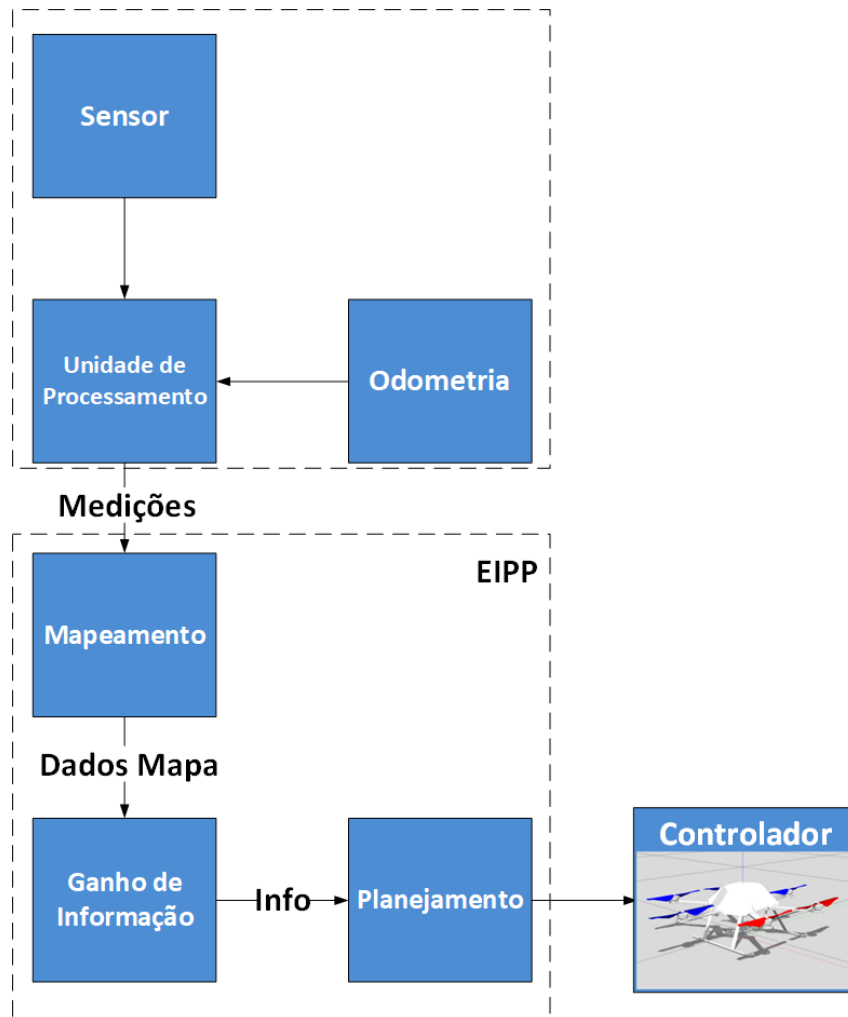 Sensor
Unidade de
Processamento
Odometria
Medições
EIPP
Mapeamento
Dados Mapa
Ganho de
Informação
Info
Planejamento
Controlador